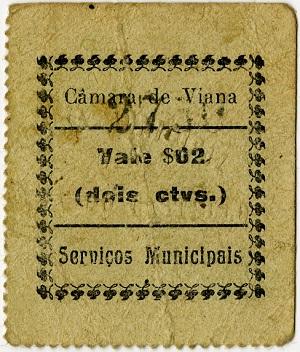 Câmara de Viana
Vale $02
(dois ctvs.)
Serviços Municipais